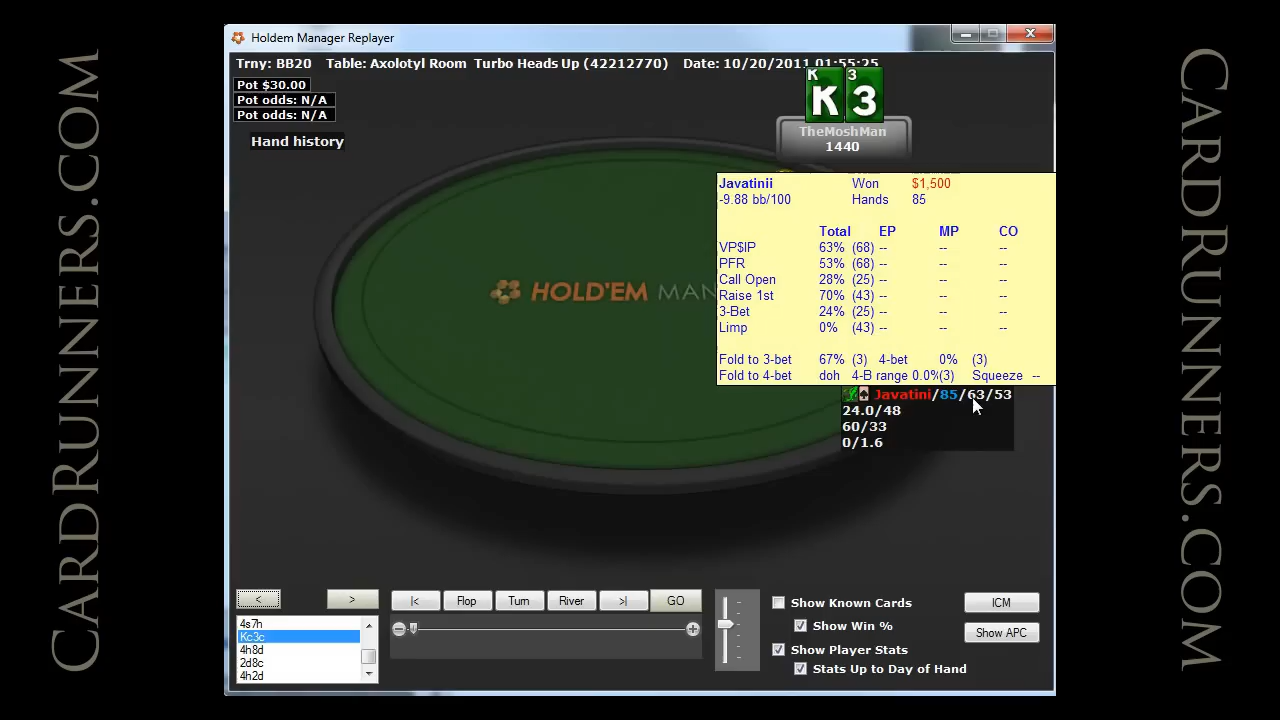 CARDRUNNERS.COM
Holdem Manager Replayer
Trny: BB20 Table: Axolotyl Room Turbo Heads Up (42212770) Date: 10/20/2011 01:55:25
Pot $30.00
Pot odds: N/A
Pot odds: N/A
Hand history
K 3
K 3
TheMoshMan
1440
Javatinii Won $1,500
-9.88 bb/100 Hands 85
Total EP MP CO
VP$IP 63% (68) -- -- --
PFR 53% (68) -- -- --
Call Open 28% (25) -- -- --
Raise 1st 70% (43) -- -- --
3-Bet 24% (25) -- -- --
Limp 0% (43) -- -- --
Fold to 3-bet 67% (3) 4-bet 0% (3)
Fold to 4-bet doh 4-B range 0.0%(3) Squeeze --
HOLD'EM MAN
Javatini/85/63/53
24.0/48
60/33
0/1.6
< > |< Flop Turn River >| GO
4s7h
Kc3c
4h8d
2d8c
4h2d
Show Known Cards
Show Win %
Show Player Stats
Stats Up to Day of Hand
ICM
Show APC
CARDRUNNERS.COM